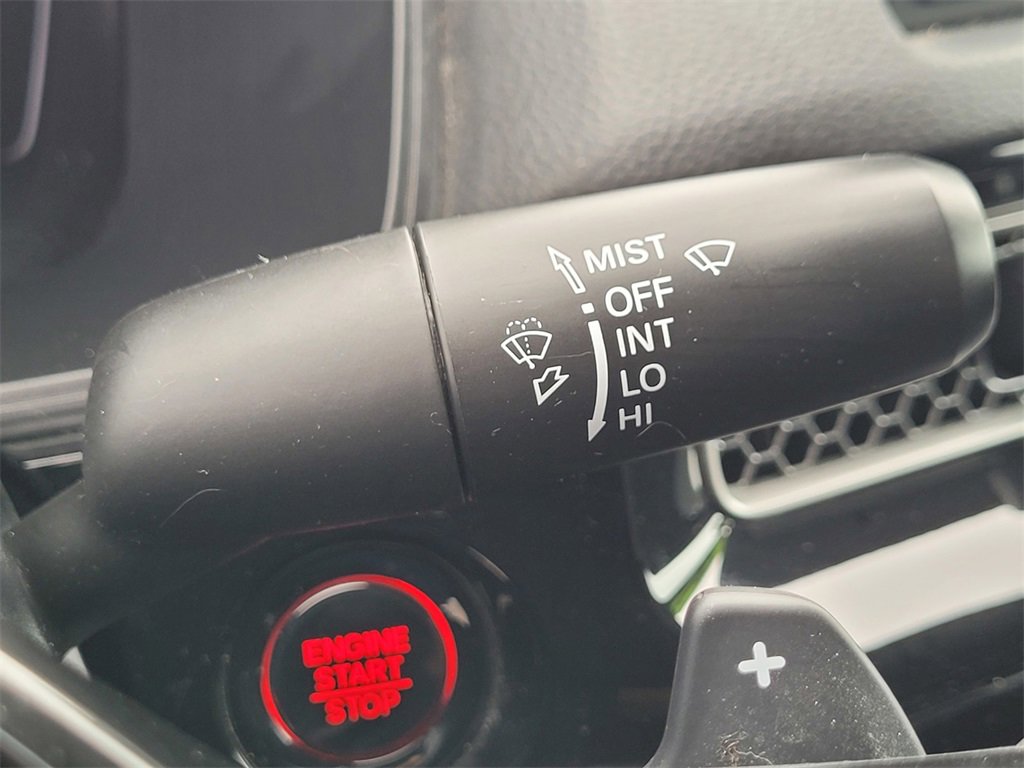 MIST
OFF
INT
LO
HI
ENGINE
START
STOP
+